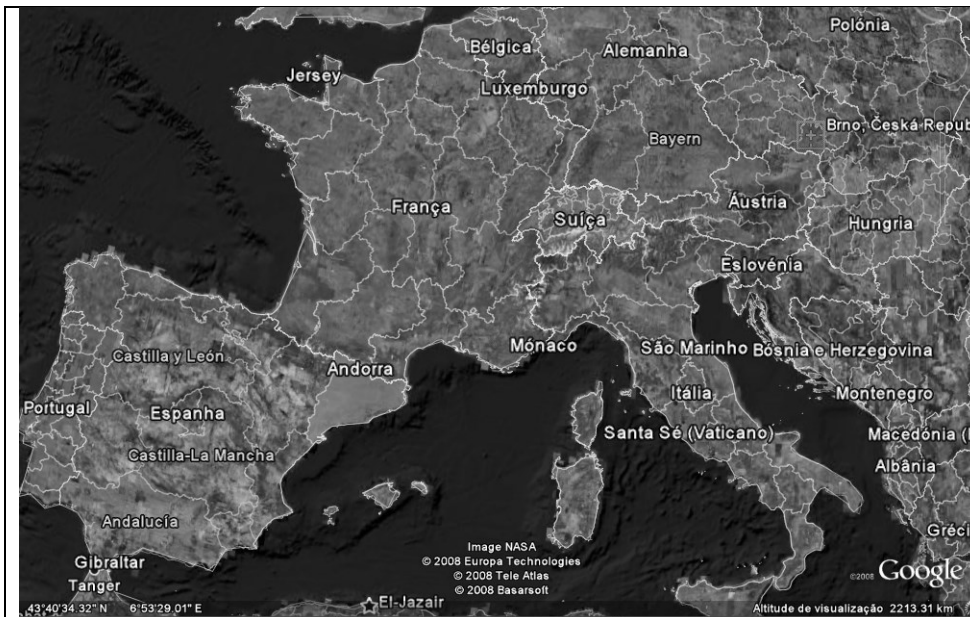 Polónia
Bélgica
Alemanha
Jersey
Luxemburgo
Brno, Česká Repub
Bayern
França
Suíça
Áustria
Hungria
Eslovénia
Mónaco
São Marinho
Bósnia e Herzegovina
Castilla y León
Andorra
Itália
Montenegro
Portugal
Espanha
Santa Sé (Vaticano)
Macedónia (
Castilla-La Mancha
Albânia
Andalucía
Gréci
Image NASA
Gibraltar
© 2008 Europa Technologies
© 2008 Tele Atlas
©2008 Google
Tanger
© 2008 Basarsoft
El-Jazair
43°40'34.32" N 6°53'29.01" E
Altitude de visualização 2213.31 km